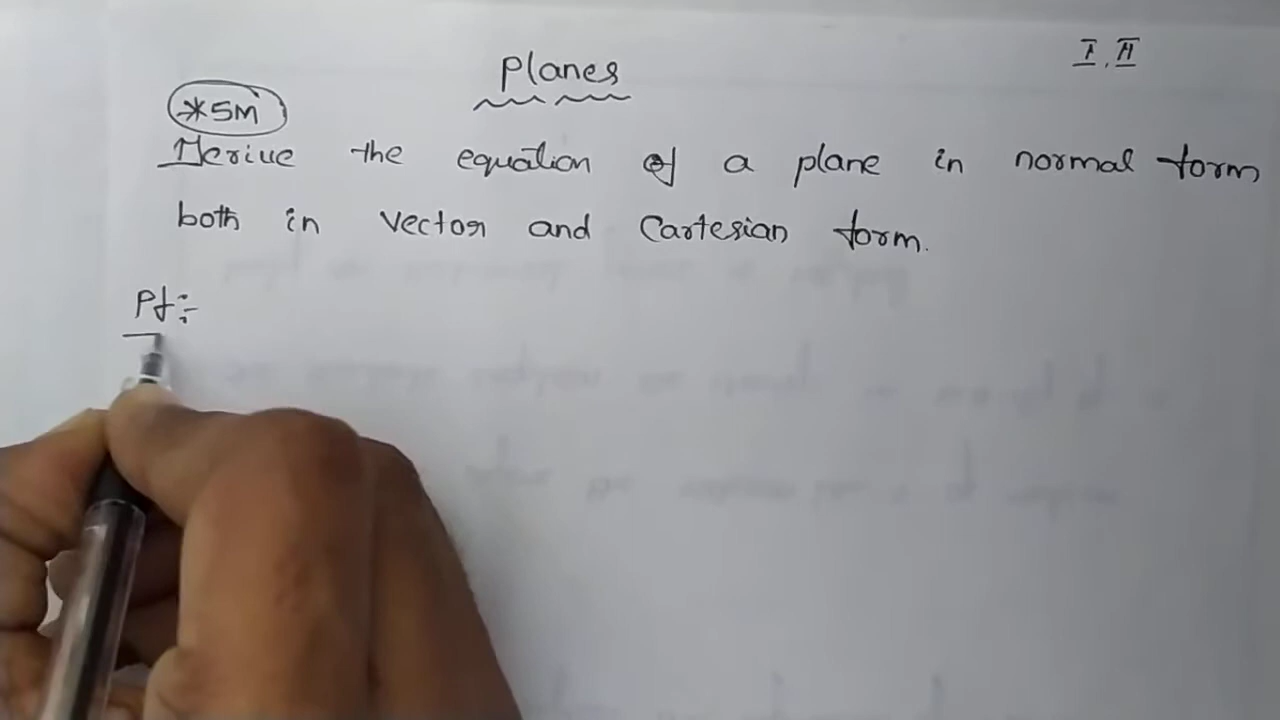 Planes
I, II
*5M
Derive the equation of a plane in normal form
both in Vector and Cartesian form.
Pf:-